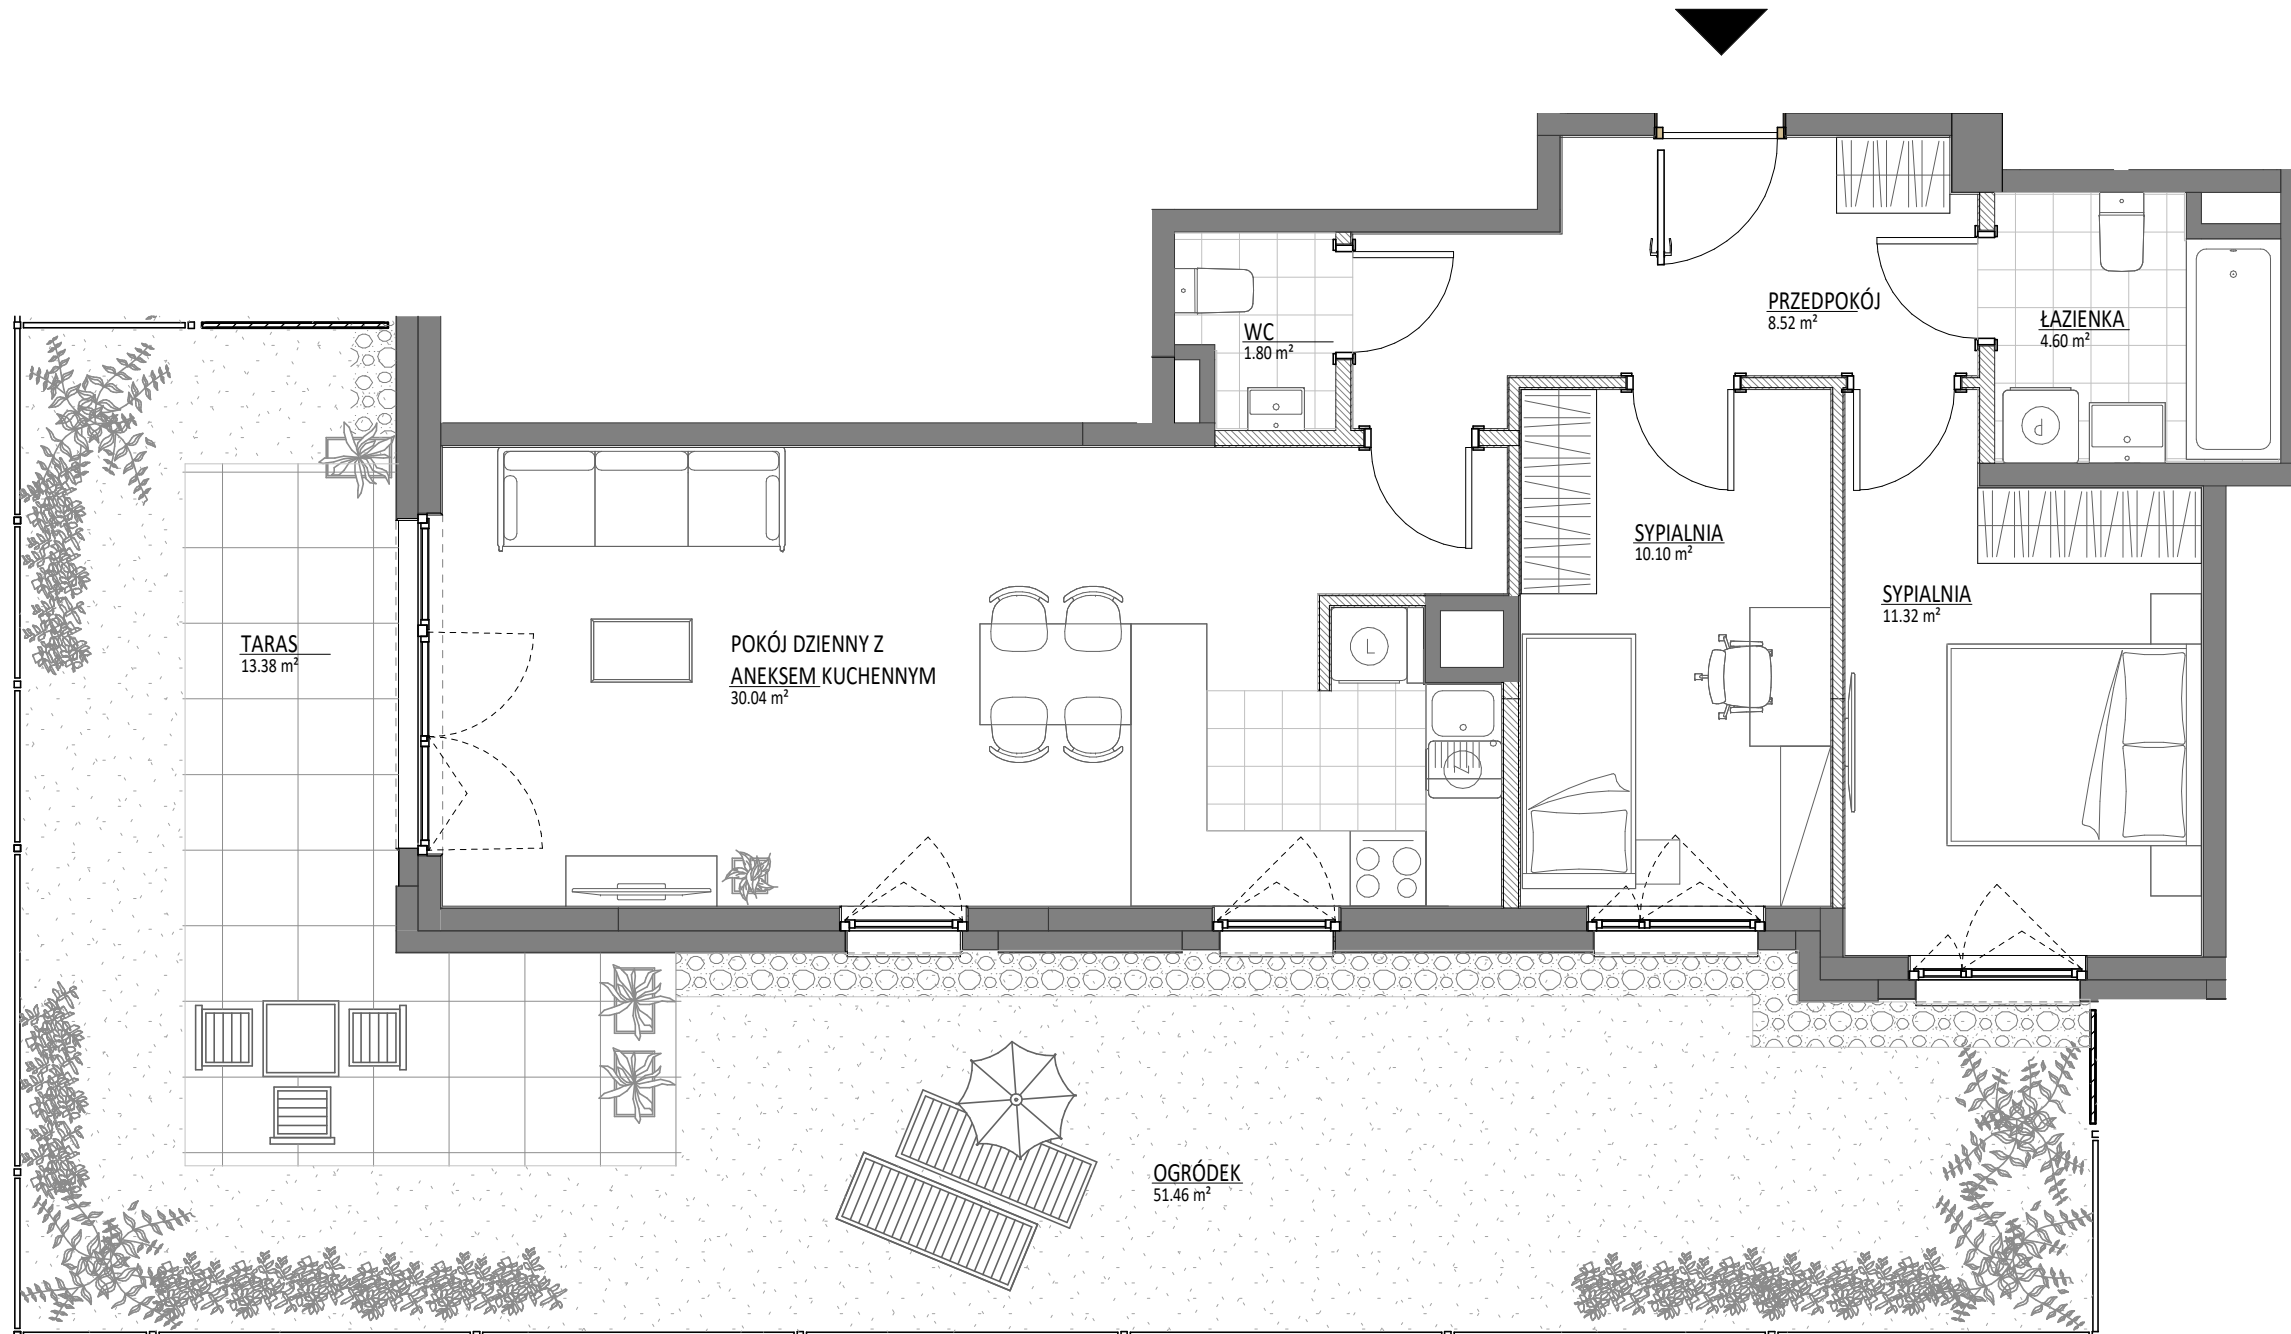 PRZEDPOKÓJ
8.52 m²
ŁAZIENKA
4.60 m²
WC
1.80 m²
SYPIALNIA
10.10 m²
SYPIALNIA
11.32 m²
TARAS
13.38 m²
POKÓJ DZIENNY Z
ANEKSEM KUCHENNYM
30.04 m²
L
P
Z
OGRÓDEK
51.46 m²